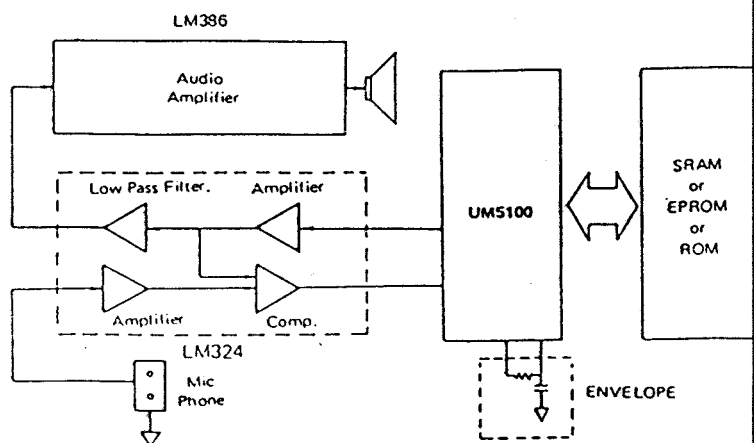 LM386
Audio
Amplifier
Low Pass Filter.
Amplifier
Amplifier
Comp.
LM324
Mic
Phone
UM5100
SRAM
or
EPROM
or
ROM
ENVELOPE